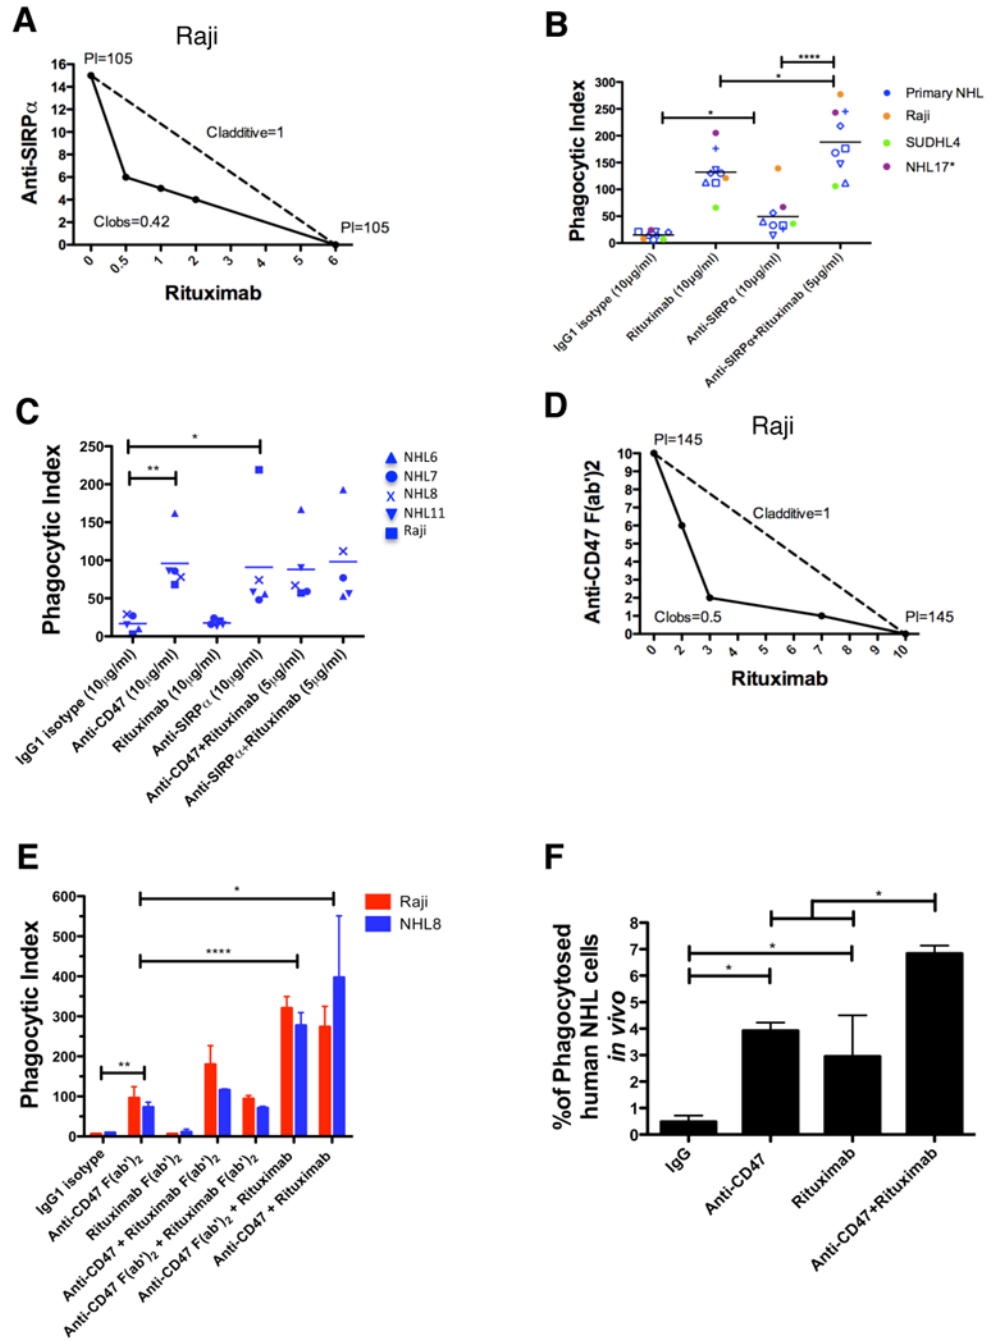 A
Raji
PI=105
16
14
12
10
8
6
4
2
0
Anti-SIRPα
CIadditive=1
CIobs=0.42
PI=105
0 0.5 1 2 3 4 5 6
Rituximab
B
****
*
*
300
250
200
150
100
50
0
Phagocytic Index
Primary NHL
Raji
SUDHL4
NHL17*
IgG1 isotype (10µg/ml)
Rituximab (10µg/ml)
Anti-SIRPα (10µg/ml)
Anti-SIRPα+Rituximab (5µg/ml)
C
*
**
250
200
150
100
50
0
Phagocytic Index
NHL6
NHL7
NHL8
NHL11
Raji
IgG1 isotype (10µg/ml)
Anti-CD47 (10µg/ml)
Rituximab (10µg/ml)
Anti-SIRPα (10µg/ml)
Anti-CD47+Rituximab (5µg/ml)
Anti-SIRPα+Rituximab (5µg/ml)
D
Raji
PI=145
10
9
8
7
6
5
4
3
2
1
0
Anti-CD47 F(ab')2
CIadditive=1
CIobs=0.5
PI=145
0 2 3 4 5 6 7 8 9 10
Rituximab
E
*
****
**
600
500
400
300
200
100
0
Phagocytic Index
Raji
NHL8
IgG1 isotype
Anti-CD47 F(ab')2
Rituximab F(ab')2
Anti-CD47 + Rituximab F(ab')2
Anti-CD47 F(ab')2 + Rituximab F(ab')2
Anti-CD47 F(ab')2 + Rituximab
Anti-CD47 + Rituximab
F
*
*
*
8
7
6
5
4
3
2
1
0
%of Phagocytosed
human NHL cells
in vivo
IgG
Anti-CD47
Rituximab
Anti-CD47+Rituximab